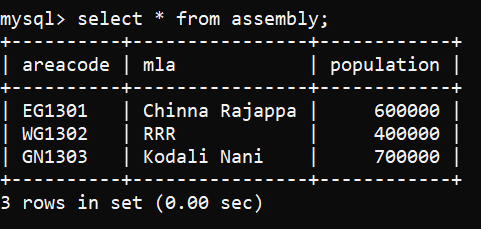 mysql> select * from assembly;
+----------+---------------+------------+
| areacode | mla           | population |
+----------+---------------+------------+
| EG1301   | Chinna Rajappa |     600000 |
| WG1302   | RRR           |     400000 |
| GN1303   | Kodali Nani   |     700000 |
+----------+---------------+------------+
3 rows in set (0.00 sec)